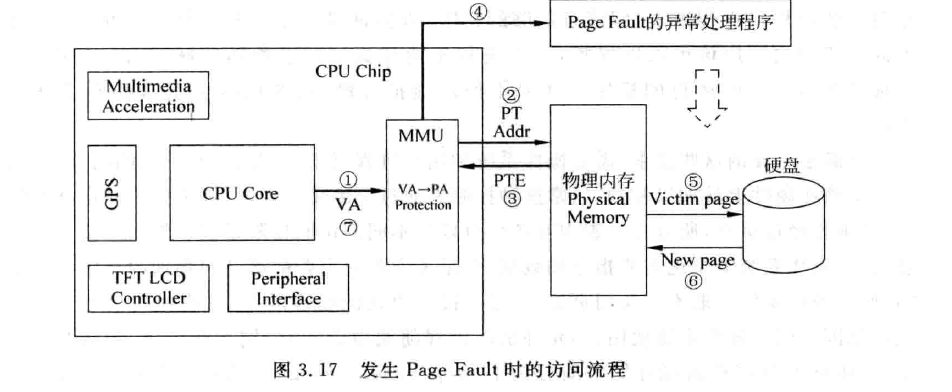 ④
Page Fault的异常处理程序
CPU Chip
Multimedia
Acceleration
GPS
CPU Core
①
VA
⑦
MMU
VA→PA
Protection
②
PT
Addr
PTE
③
物理内存
Physical
Memory
⑤
Victim page
New page
⑥
硬盘
TFT LCD
Controller
Peripheral
Interface
图 3.17 发生 Page Fault 时的访问流程